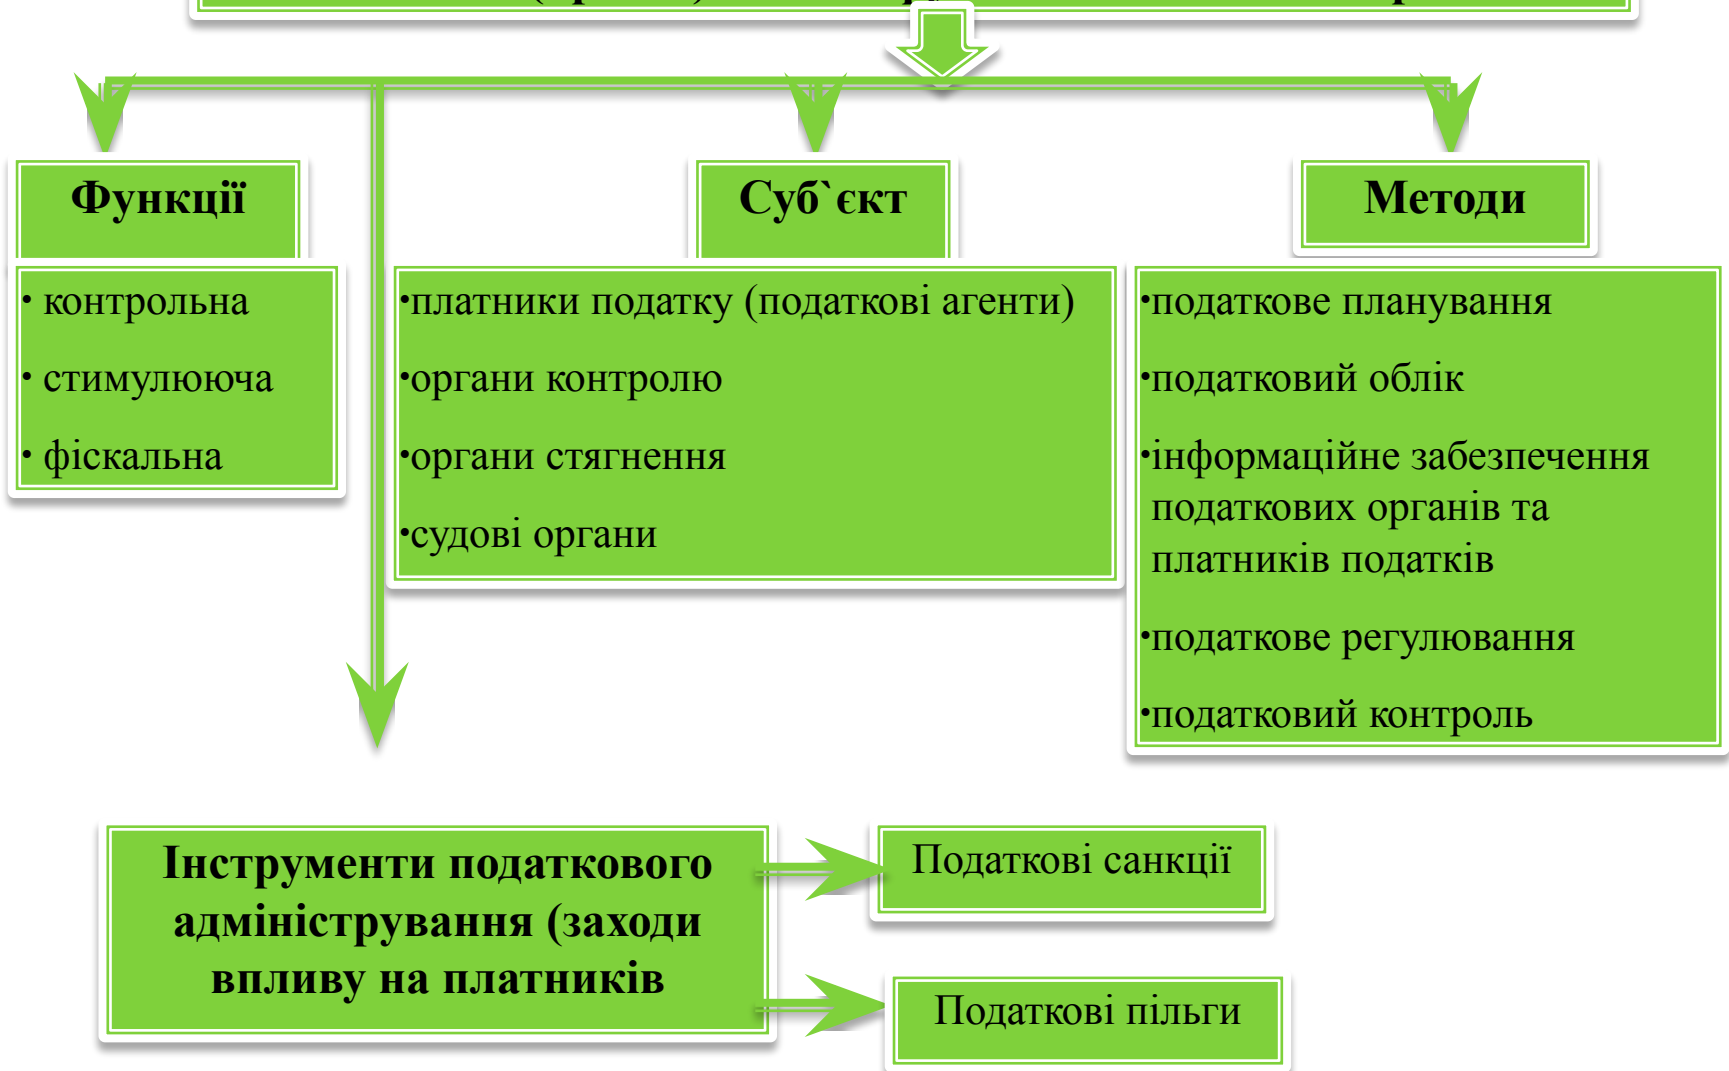 Функції
• контрольна
• стимулююча
• фіскальна
Суб`єкт
•платники податку (податкові агенти)
•органи контролю
•органи стягнення
•судові органи
Методи
•податкове планування
•податковий облік
•інформаційне забезпечення
податкових органів та
платників податків
•податкове регулювання
•податковий контроль
Інструменти податкового
адміністрування (заходи
впливу на платників
Податкові санкції
Податкові пільги